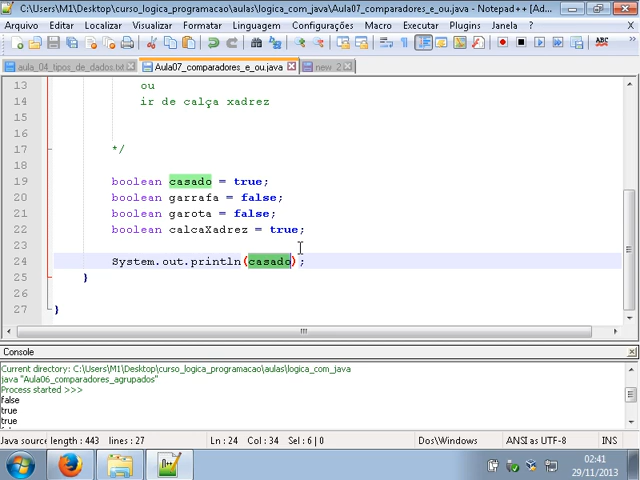 C:\Users\M1\Desktop\curso_logica_programacao\aulas\logica_com_java\Aula07_comparadores_e_ou.java - Notepad++ [Ad...
Arquivo Editar Localizar Visualizar Formatar Linguagem Configurações Macro Executar Plugins Janela ? X
ABC
aula_04_tipos_de_dados.txt Aula07_comparadores_e_ou.java new 2
13 ou
14 ir de calça xadrez
15
16
17 */
18
19 boolean casado = true;
20 boolean garrafa = false;
21 boolean garota = false;
22 boolean calcaXadrez = true;
23
24 System.out.println(casado);
25 }
26
27 }
Console
Current directory: C:\Users\M1\Desktop\curso_logica_programacao\aulas\logica_com_java
java "Aula06_comparadores_agrupados"
Process started >>>
false
true
true
Java source length : 443 lines : 27 Ln : 24 Col : 34 Sel : 6 | 0 Dos\Windows ANSI as UTF-8 INS
02:41
29/11/2013